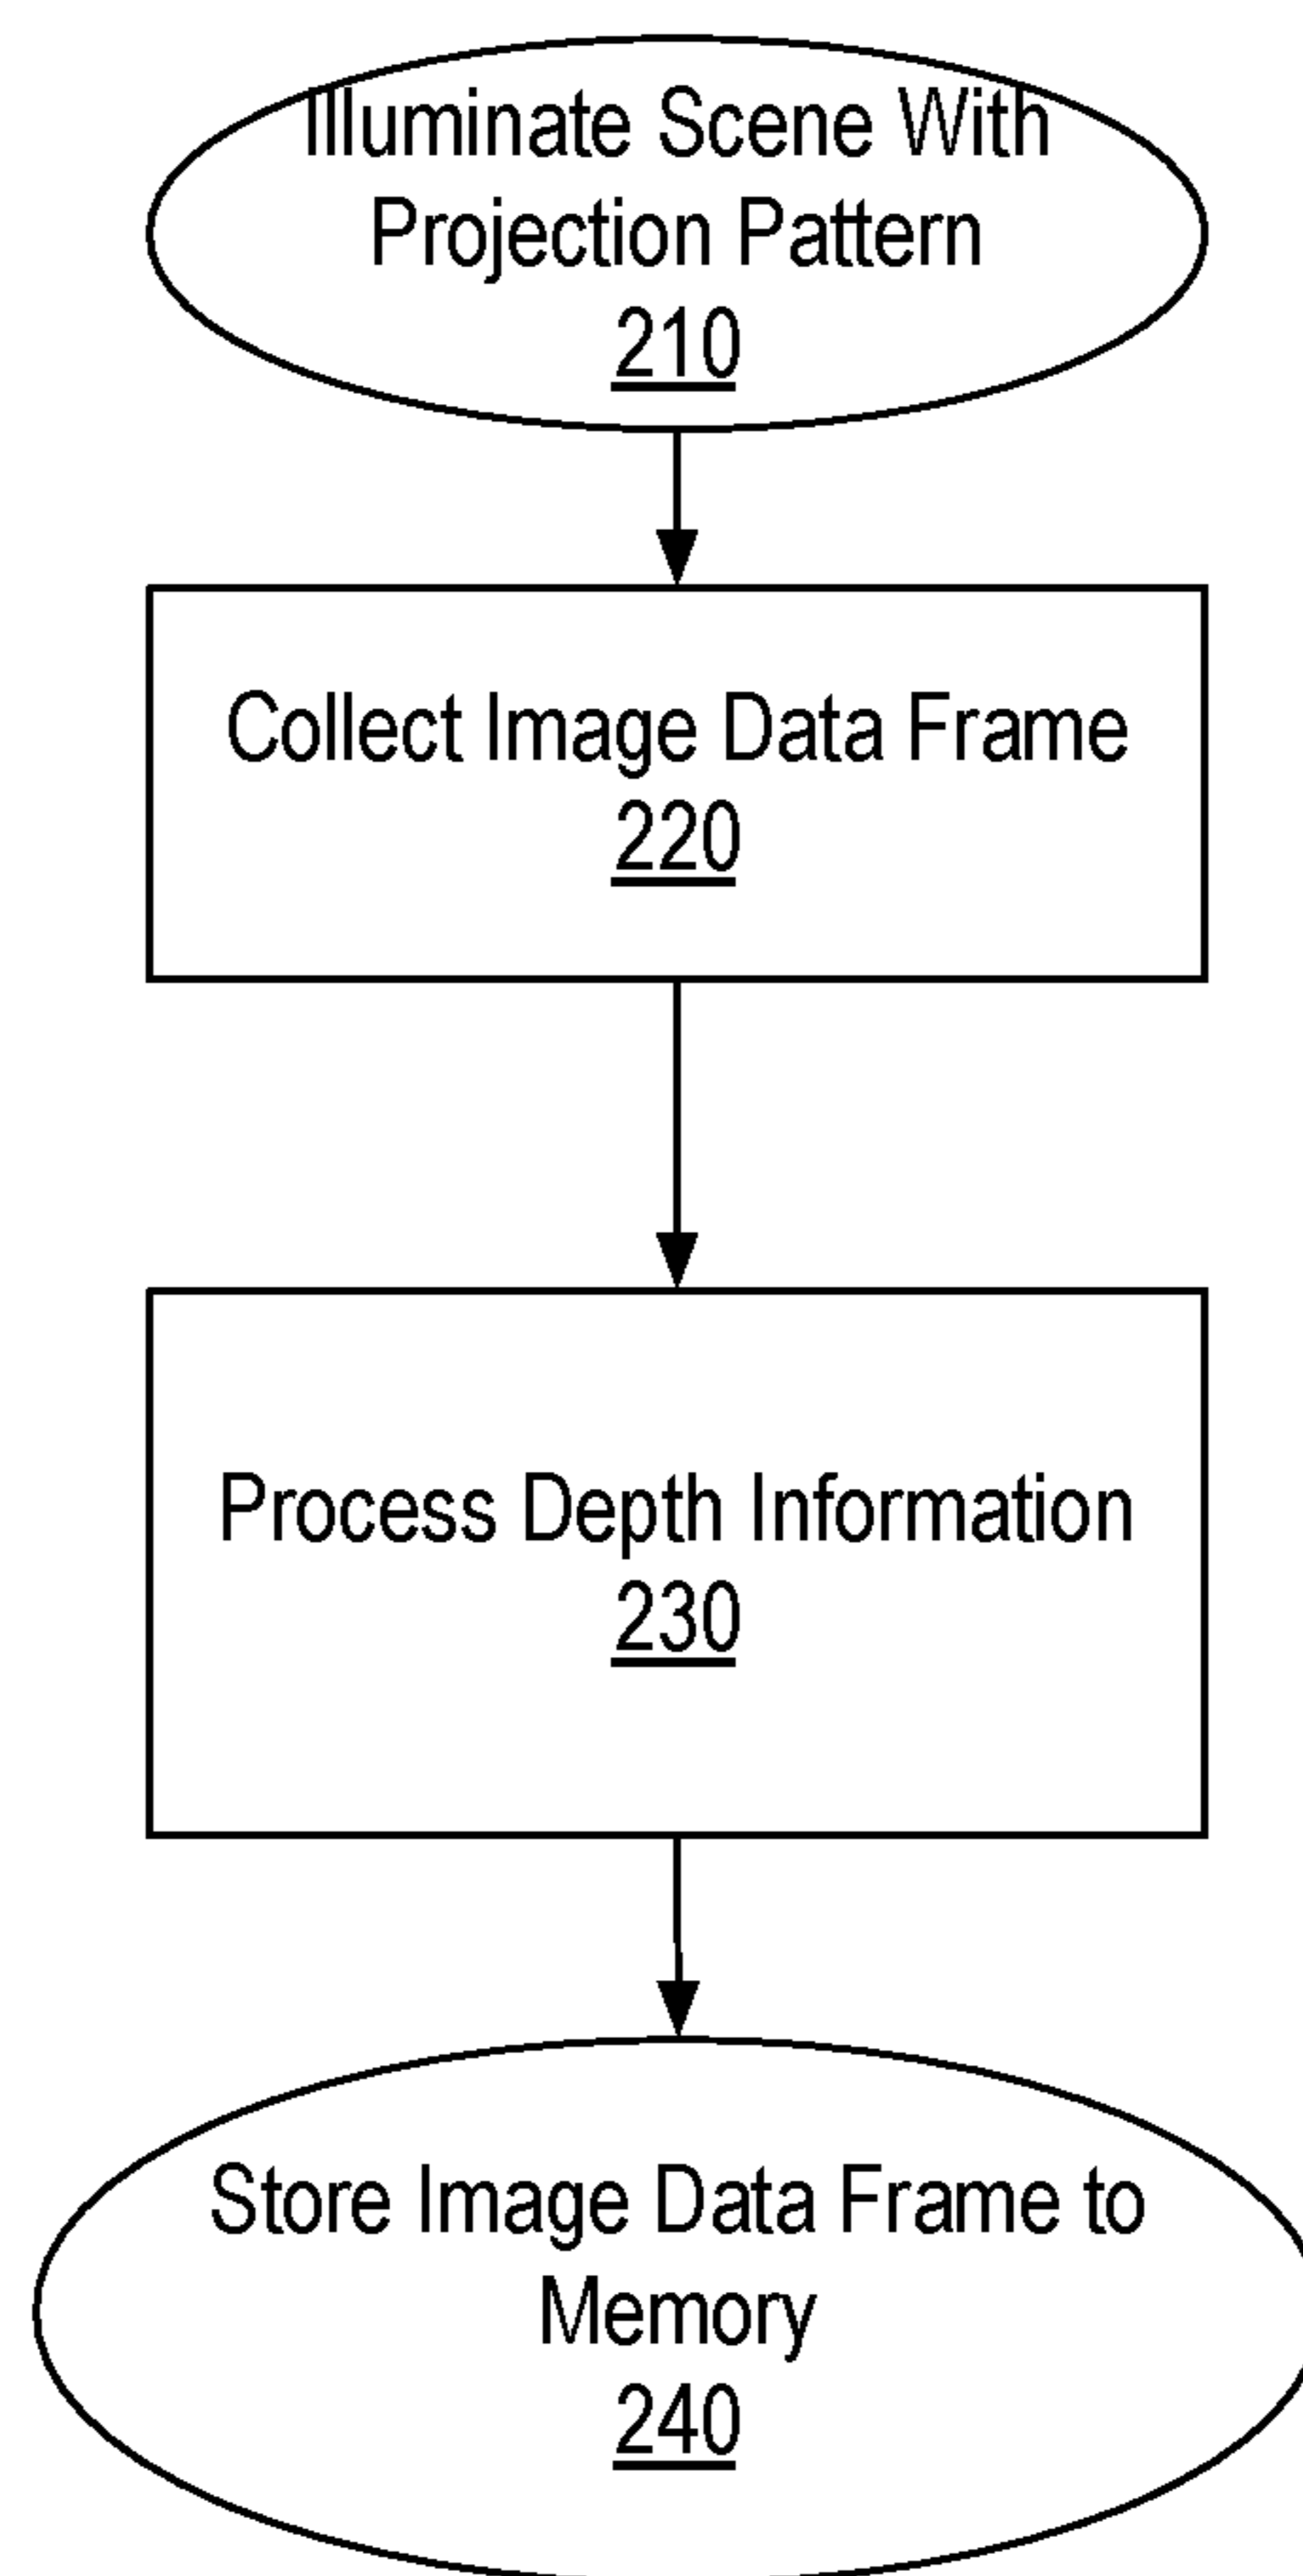 Illuminate Scene With
Projection Pattern
210
Collect Image Data Frame
220
Process Depth Information
230
Store Image Data Frame to
Memory
240